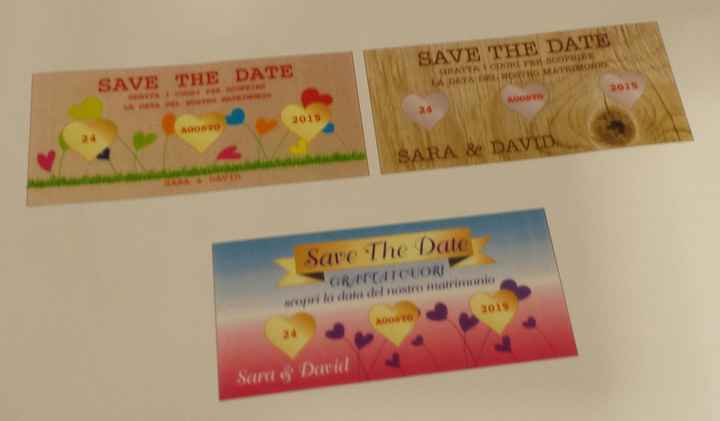 SAVE THE DATE
GRATTA I CUORI PER SCOPRIRE
LA DATA DEL NOSTRO MATRIMONIO
24
AGOSTO
2015
SARA & DAVID
SAVE THE DATE
GRATTA I CUORI PER SCOPRIRE
LA DATA DEL NOSTRO MATRIMONIO
24
AGOSTO
2015
SARA & DAVID
Save The Date
GRATTA I CUORI
scopri la data del nostro matrimonio
24
AGOSTO
2015
Sara & David